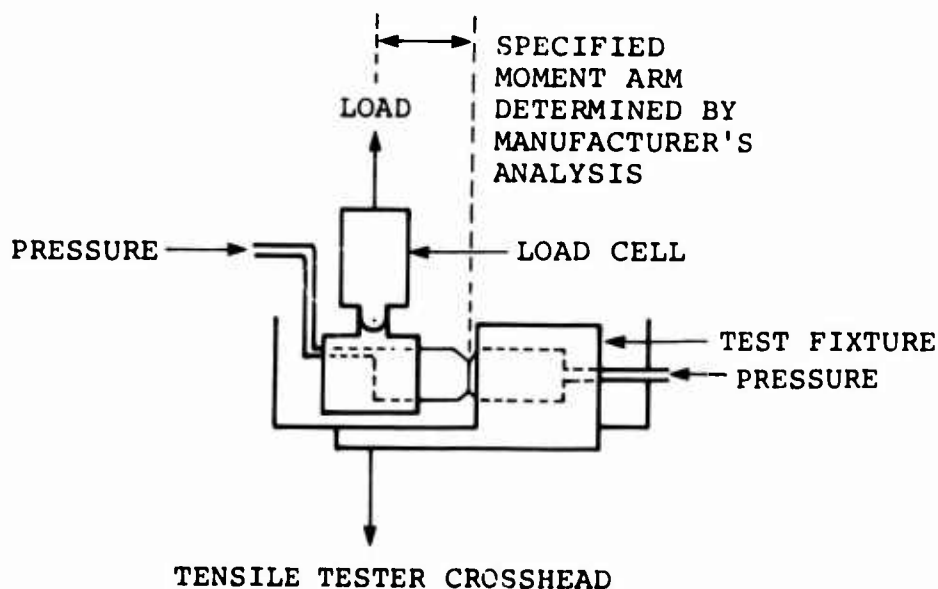 SPECIFIED
MOMENT ARM
DETERMINED BY
MANUFACTURER'S
ANALYSIS
LOAD
PRESSURE
LOAD CELL
TEST FIXTURE
PRESSURE
TENSILE TESTER CROSSHEAD